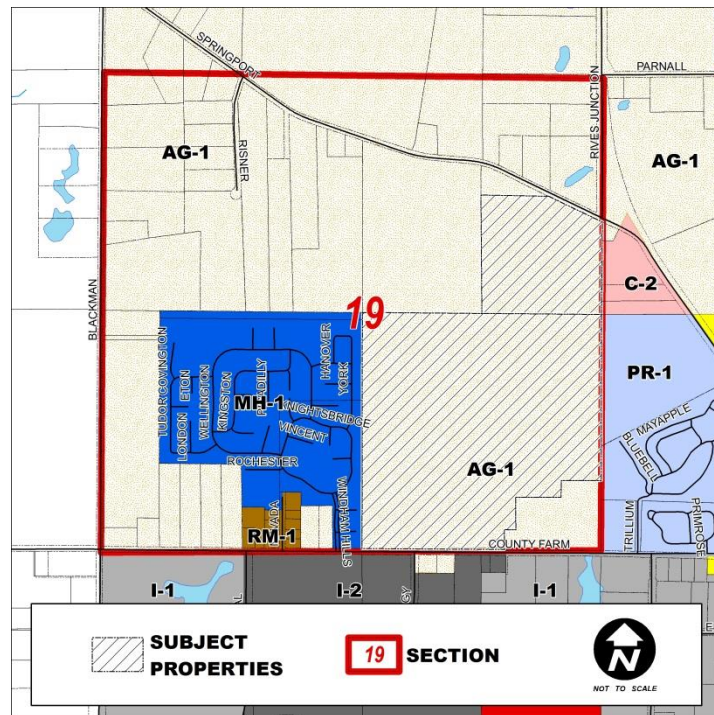 SPRINGPORT
PARNALL
RIVES JUNCTION
AG-1
RISNER
AG-1
BLACKMAN
C-2
19
TUDOR COVINGTON
LONDON
ETON
WELLINGTON
KINGSTON
HANOVER
YORK
MH-1
KNIGHTSBRIDGE
VINCENT
ROCHESTER
WINDHAM HILLS
RM-1
AG-1
COUNTY FARM
PR-1
MAYAPPLE
BLUEBELL
TRILLIUM
PRIMROSE
I-1
I-2
I-1
SUBJECT
PROPERTIES
19 SECTION
N
NOT TO SCALE